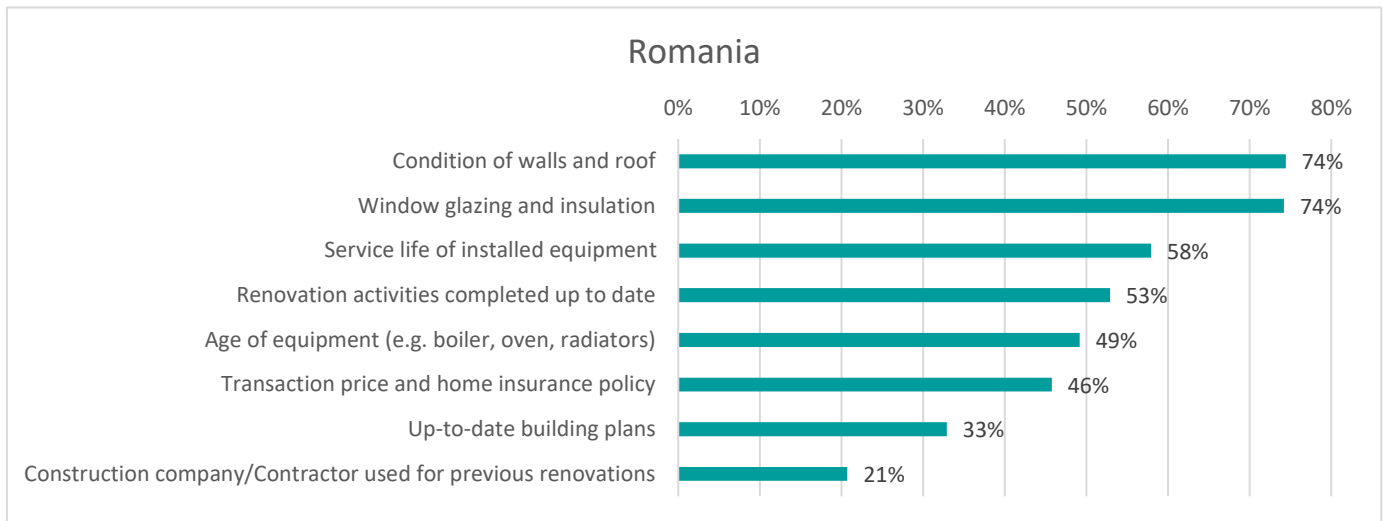 Romania
0% 10% 20% 30% 40% 50% 60% 70% 80%
Condition of walls and roof 74%
Window glazing and insulation 74%
Service life of installed equipment 58%
Renovation activities completed up to date 53%
Age of equipment (e.g. boiler, oven, radiators) 49%
Transaction price and home insurance policy 46%
Up-to-date building plans 33%
Construction company/Contractor used for previous renovations 21%